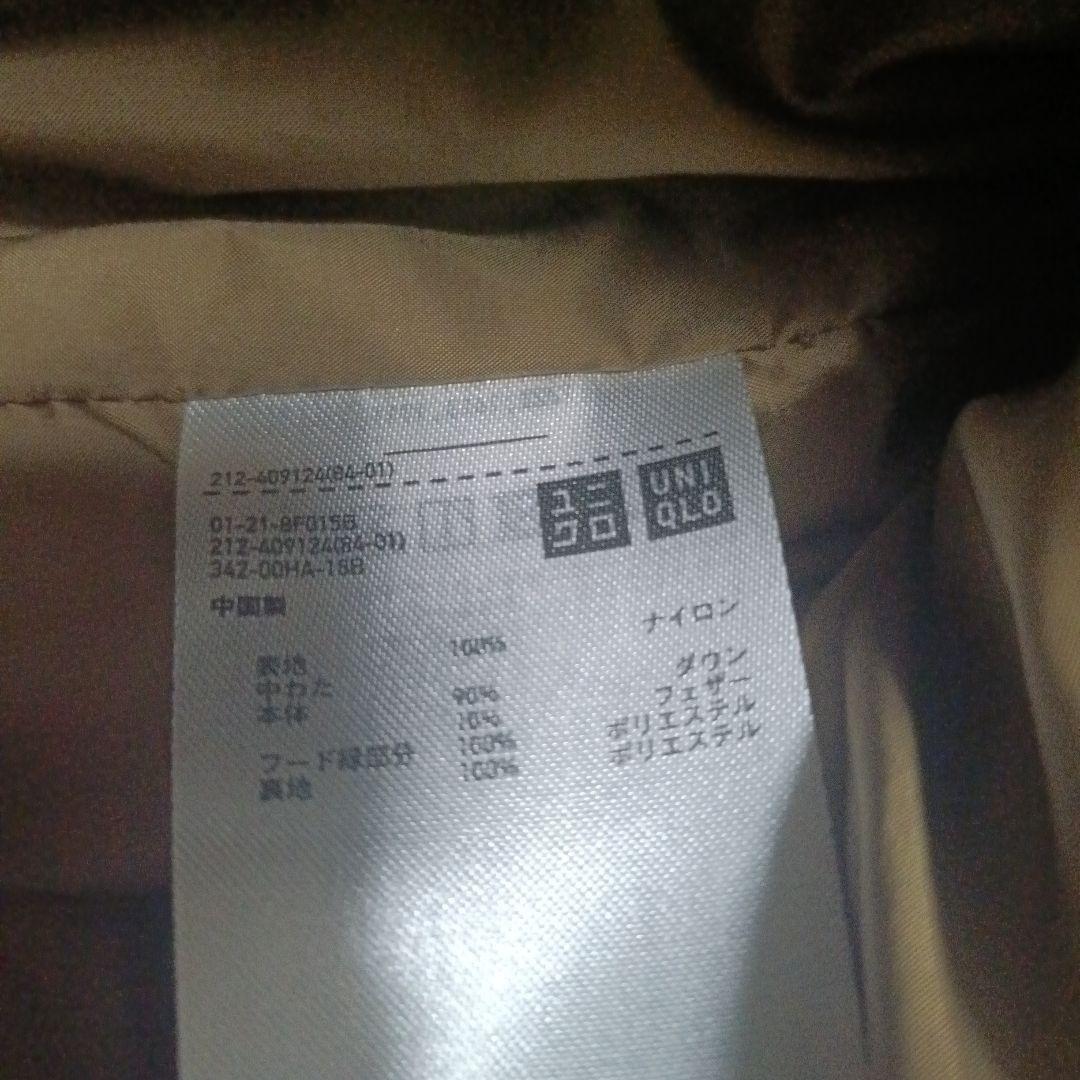 212-409124(84-01)
ユニクロ
UNIQLO
01-21-8F015B
212-409124(84-01)
342-00HA-16B
中国製
表地 100% ナイロン
中わた
本体 90% ダウン
10% フェザー
フード縁部分 100% ポリエステル
裏地 100% ポリエステル